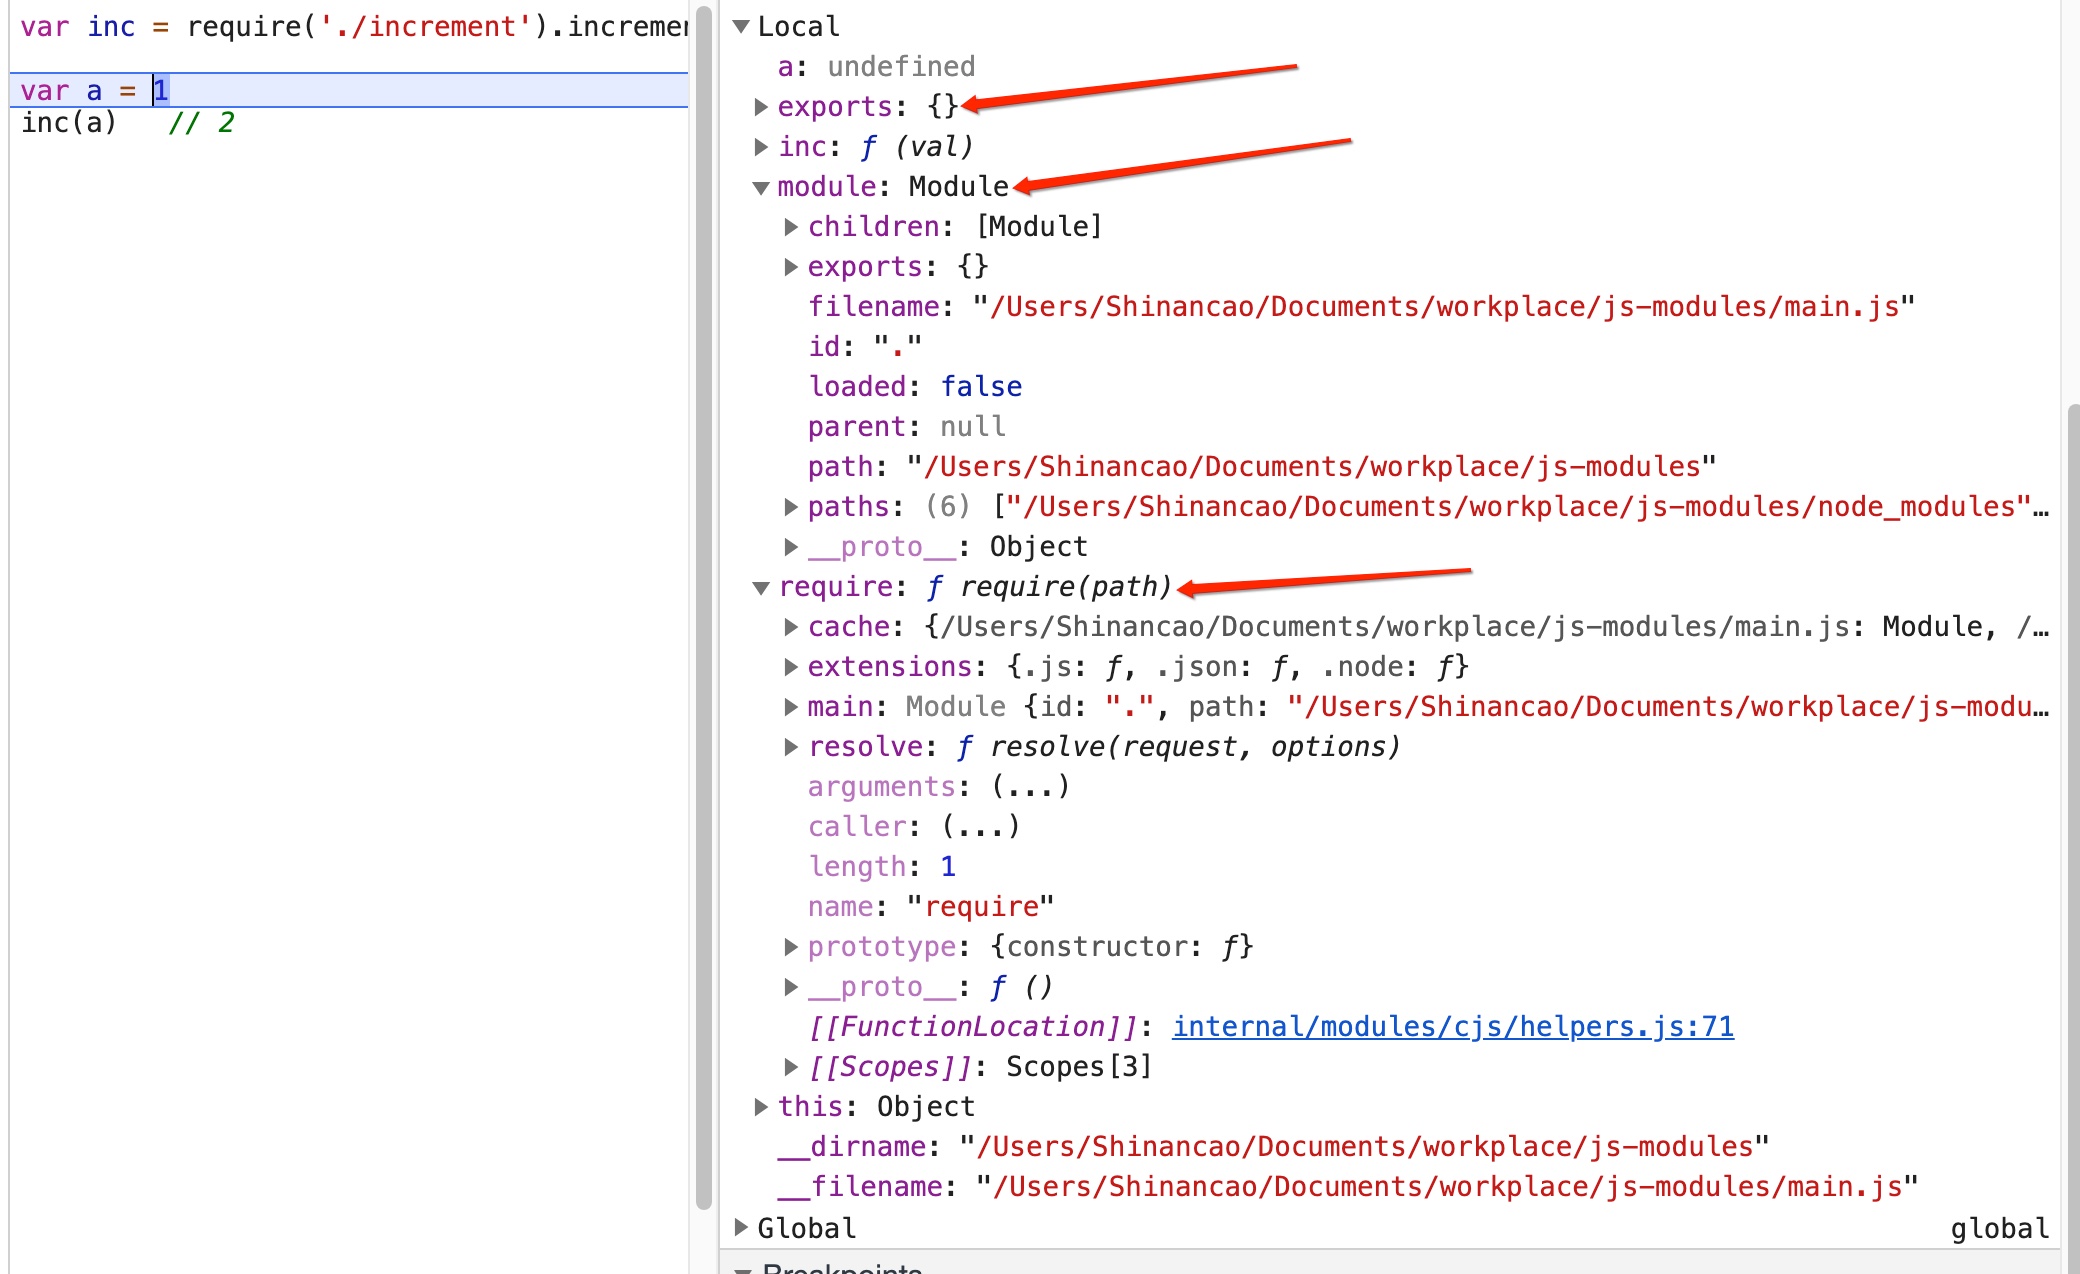 var inc = require('./increment').incremen
var a = 1
inc(a)   // 2
Local
a: undefined
exports: {}
inc: ƒ (val)
module: Module
children: [Module]
exports: {}
filename: "/Users/Shinancao/Documents/workplace/js-modules/main.js"
id: "."
loaded: false
parent: null
path: "/Users/Shinancao/Documents/workplace/js-modules"
paths: (6) ["/Users/Shinancao/Documents/workplace/js-modules/node_modules"…
__proto__: Object
require: ƒ require(path)
cache: {/Users/Shinancao/Documents/workplace/js-modules/main.js: Module, /…
extensions: {.js: ƒ, .json: ƒ, .node: ƒ}
main: Module {id: ".", path: "/Users/Shinancao/Documents/workplace/js-modu…
resolve: ƒ resolve(request, options)
arguments: (...)
caller: (...)
length: 1
name: "require"
prototype: {constructor: ƒ}
__proto__: ƒ ()
[[FunctionLocation]]: internal/modules/cjs/helpers.js:71
[[Scopes]]: Scopes[3]
this: Object
__dirname: "/Users/Shinancao/Documents/workplace/js-modules"
__filename: "/Users/Shinancao/Documents/workplace/js-modules/main.js"
Global global
Breakpoints